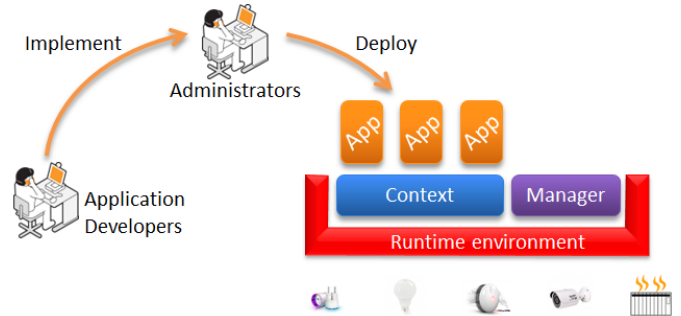 Implement
Deploy
Administrators
App
App
App
Application
Developers
Context
Manager
Runtime environment